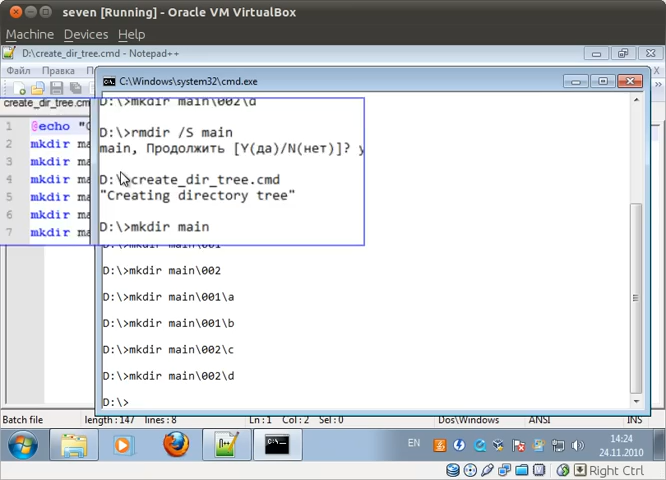 seven [Running] - Oracle VM VirtualBox
Machine Devices Help
D:\create_dir_tree.cmd - Notepad++
Файл Правка П
create_dir_tree.cmd
C:\Windows\system32\cmd.exe
D:\>mkdir main\002\d
D:\>rmdir /S main
main, Продолжить [Y(да)/N(нет)]? y
D:\>create_dir_tree.cmd
"Creating directory tree"
D:\>mkdir main
1 @echo "C
2 mkdir ma
3 mkdir ma
4 mkdir ma
5 mkdir ma
6 mkdir ma
7 mkdir ma
D:\>mkdir main\001
D:\>mkdir main\002
D:\>mkdir main\001\a
D:\>mkdir main\001\b
D:\>mkdir main\002\c
D:\>mkdir main\002\d
D:\>
Batch file length:147 lines:8 Ln:1 Col:2 Sel:0 Dos\Windows ANSI INS
EN 14:24
24.11.2010
Right Ctrl